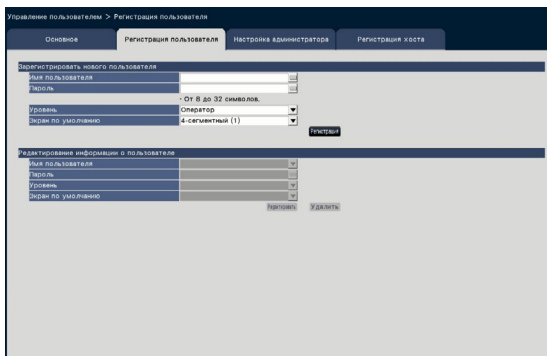 Управление пользователем > Регистрация пользователя
Основное Регистрация пользователя Настройка администратора Регистрация хоста
Зарегистрировать нового пользователя
Имя пользователя
Пароль
• От 8 до 32 символов.
Уровень Оператор
Экран по умолчанию 4-сегментный (1)
Регистрация
Редактирование информации о пользователе
Имя пользователя
Пароль
Уровень
Экран по умолчанию
Удалить